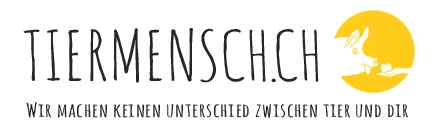 TIERMENSCH.CH
WIR MACHEN KEINEN UNTERSCHIED ZWISCHEN TIER UND DIR